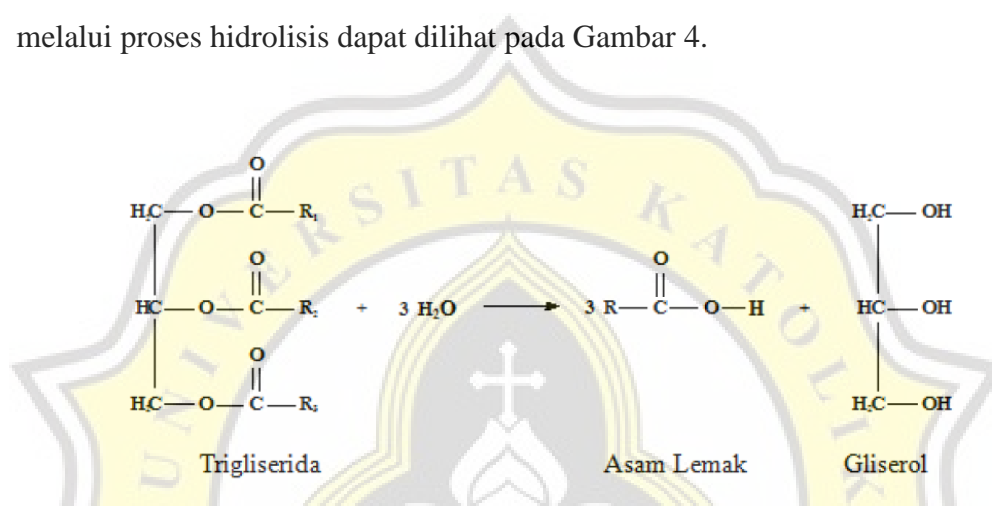 melalui proses hidrolisis dapat dilihat pada Gambar 4.
UNIVERSITAS KATOLIK
O
H₂C—O—C—R₁
O O
HC—O—C—R₂ + 3 H₂O → 3 R—C—O—H +
O
H₂C—O—C—R₃
H₂C—OH
HC—OH
H₂C—OH
Trigliserida Asam Lemak Gliserol